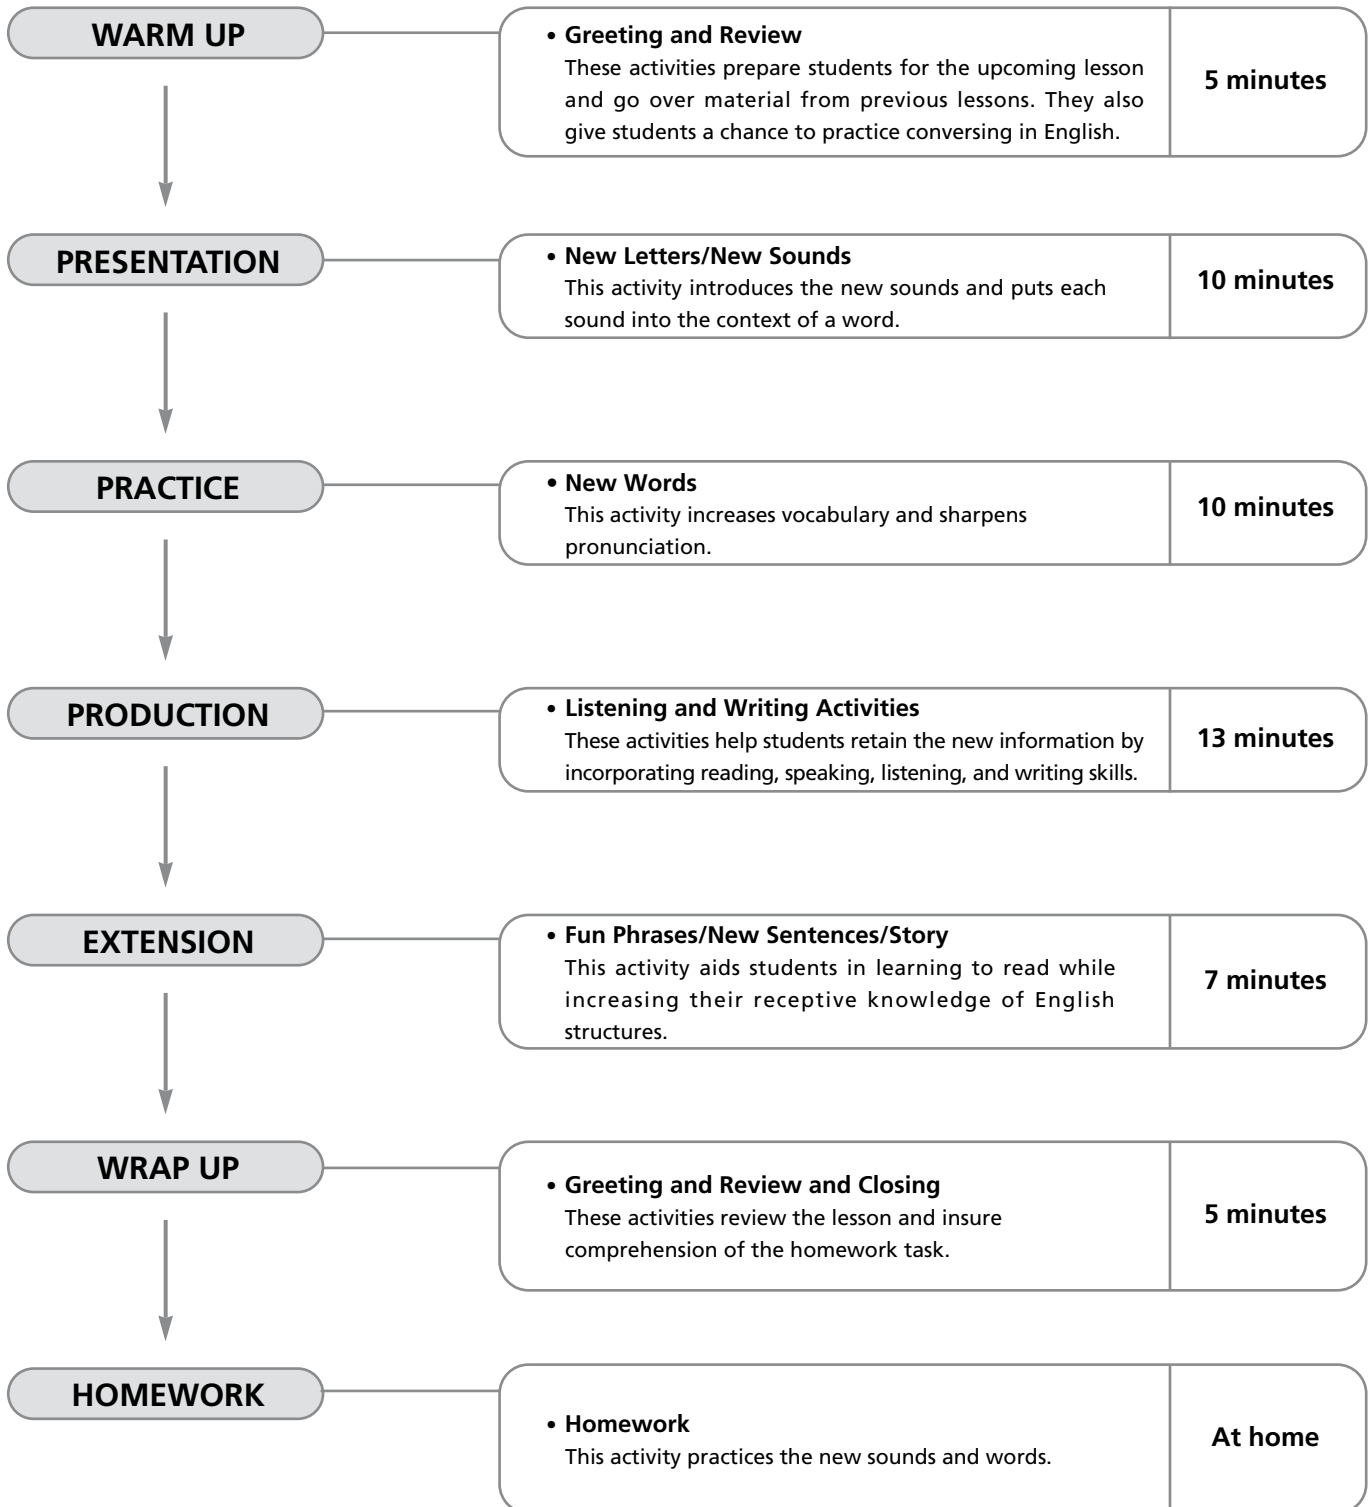 WARM UP
• Greeting and Review
These activities prepare students for the upcoming lesson
and go over material from previous lessons. They also
give students a chance to practice conversing in English.
5 minutes
PRESENTATION
• New Letters/New Sounds
This activity introduces the new sounds and puts each
sound into the context of a word.
10 minutes
PRACTICE
• New Words
This activity increases vocabulary and sharpens
pronunciation.
10 minutes
PRODUCTION
• Listening and Writing Activities
These activities help students retain the new information by
incorporating reading, speaking, listening, and writing skills.
13 minutes
EXTENSION
• Fun Phrases/New Sentences/Story
This activity aids students in learning to read while
increasing their receptive knowledge of English
structures.
7 minutes
WRAP UP
• Greeting and Review and Closing
These activities review the lesson and insure
comprehension of the homework task.
5 minutes
HOMEWORK
• Homework
This activity practices the new sounds and words.
At home